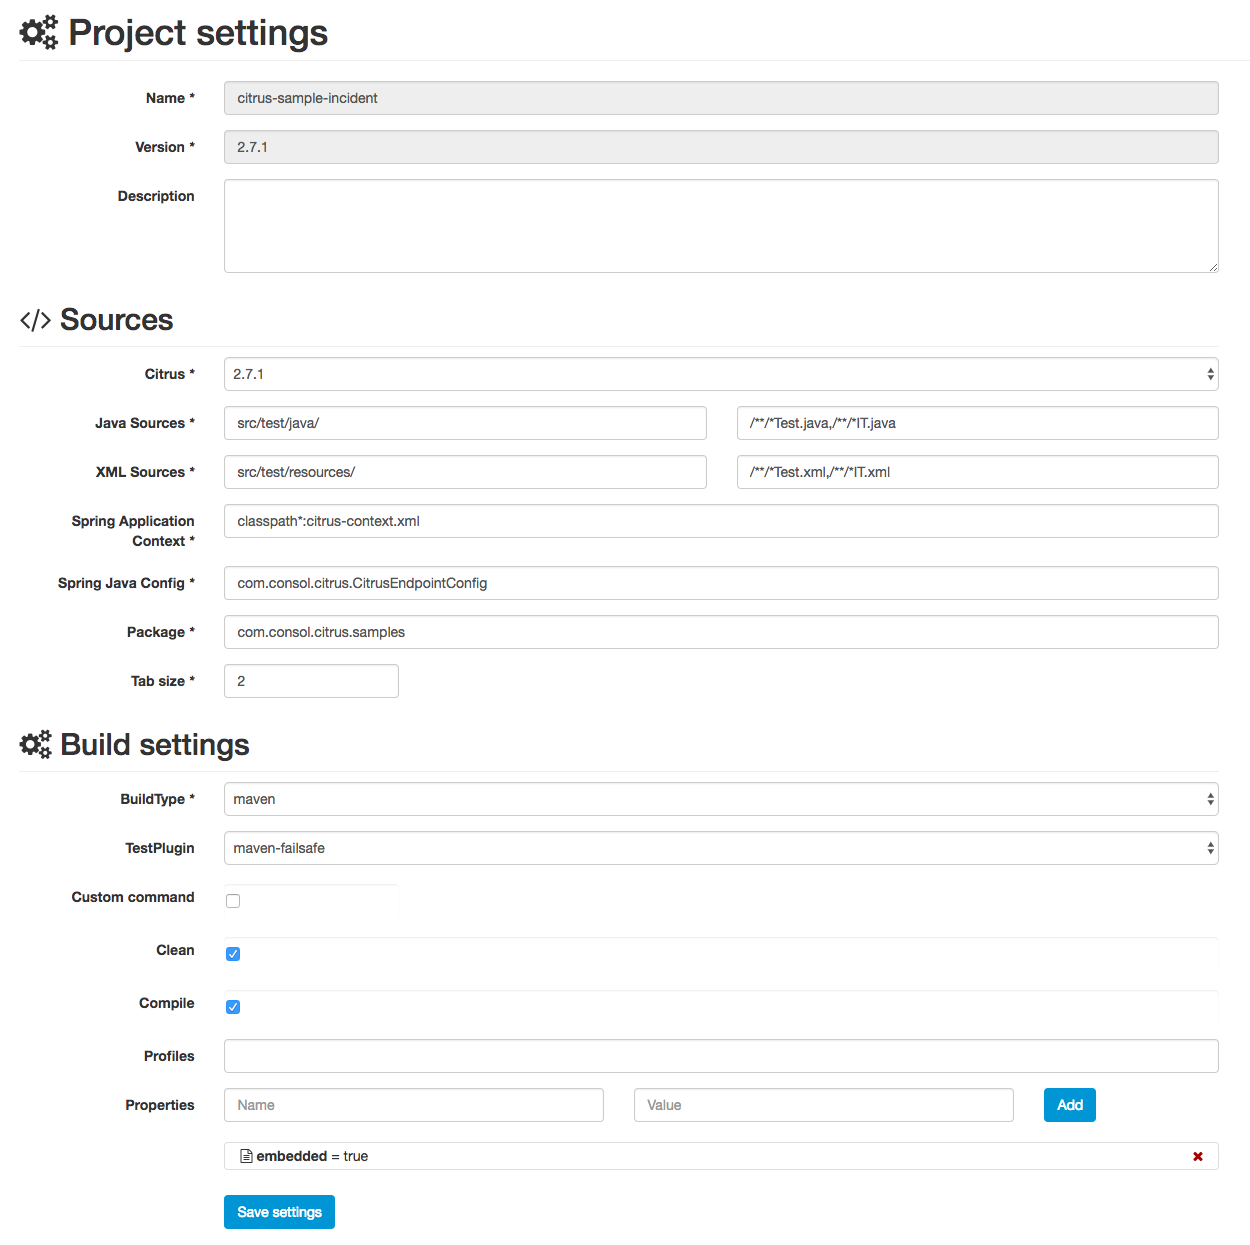 Project settings
Name * citrus-sample-incident
Version * 2.7.1
Description
</> Sources
Citrus * 2.7.1
Java Sources * src/test/java/ /**/*Test.java,/**/*IT.java
XML Sources * src/test/resources/ /**/*Test.xml,/**/*IT.xml
Spring Application classpath*:citrus-context.xml
Context *
Spring Java Config * com.consol.citrus.CitrusEndpointConfig
Package * com.consol.citrus.samples
Tab size * 2
Build settings
BuildType * maven
TestPlugin maven-failsafe
Custom command
Clean
Compile
Profiles
Properties Name Value Add
embedded = true
Save settings